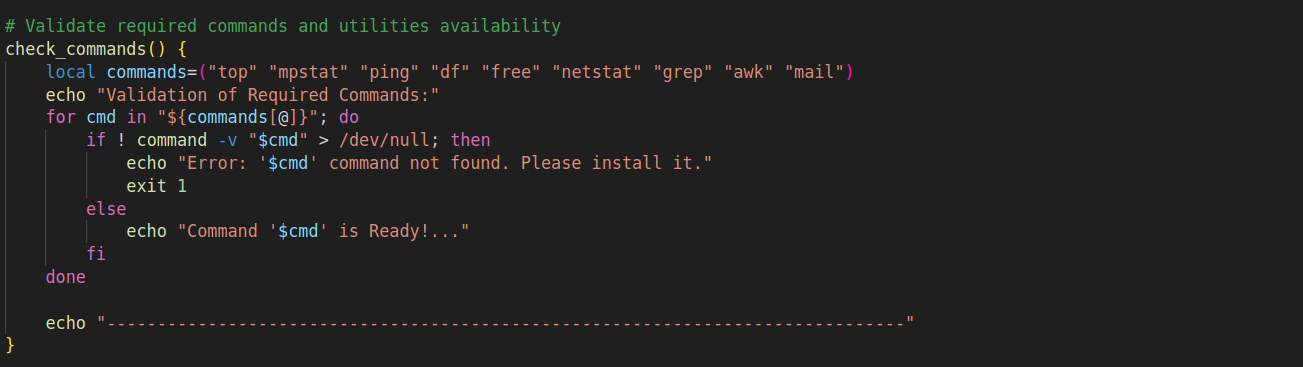 # Validate required commands and utilities availability
check_commands() {
    local commands=("top" "mpstat" "ping" "df" "free" "netstat" "grep" "awk" "mail")
    echo "Validation of Required Commands:"
    for cmd in "${commands[@]}"; do
        if ! command -v "$cmd" > /dev/null; then
            echo "Error: '$cmd' command not found. Please install it."
            exit 1
        else
            echo "Command '$cmd' is Ready!..."
        fi
    done

    echo "-------------------------------------------------------------------------------"
}